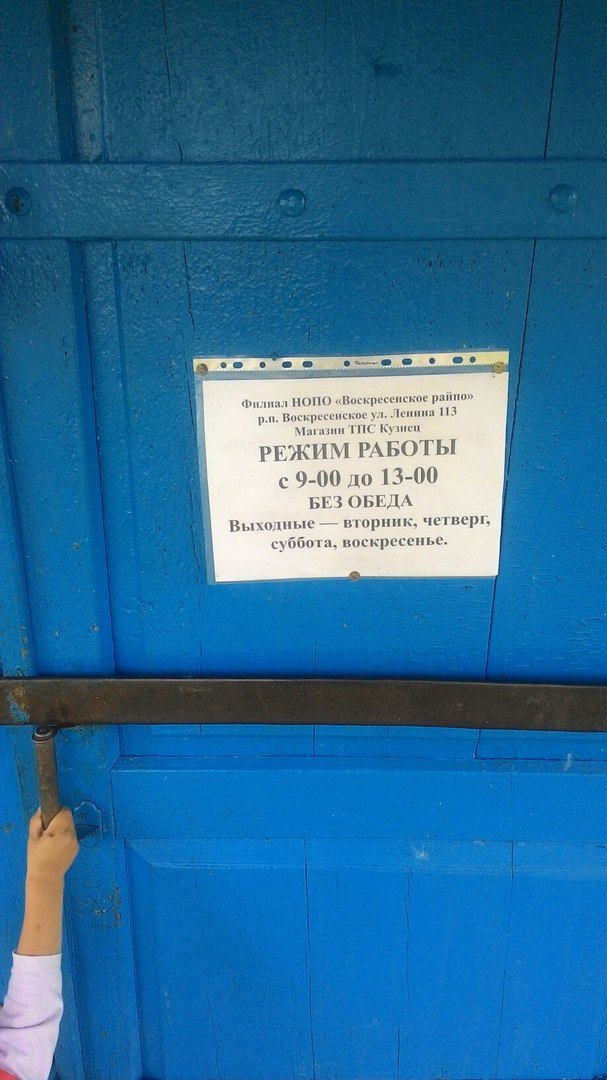 Филиал НОПО «Воскресенское райпо»
р.п. Воскресенское ул. Ленина 113
Магазин ТПС Кузнец
РЕЖИМ РАБОТЫ
с 9-00 до 13-00
БЕЗ ОБЕДА
Выходные — вторник, четверг,
суббота, воскресенье.